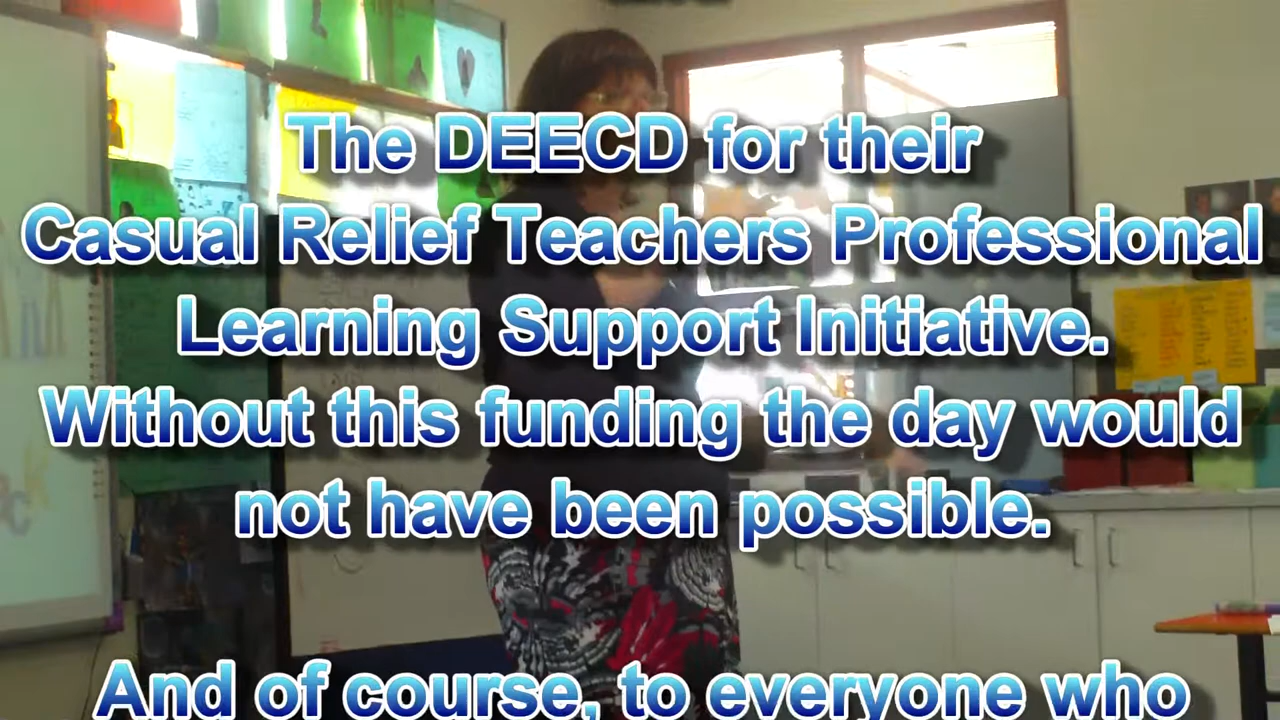 The DEECD for their
Casual Relief Teachers Professional
Learning Support Initiative.
Without this funding the day would
not have been possible.
And of course, to everyone who